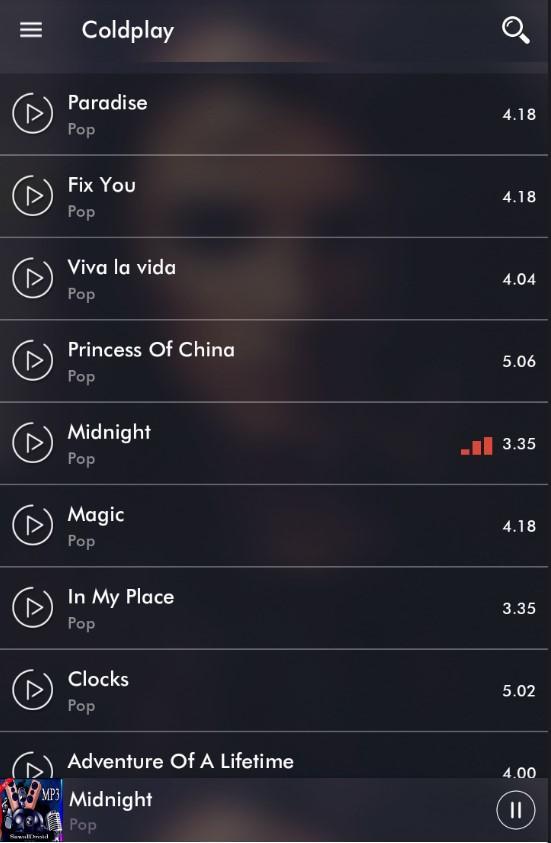 Coldplay
Paradise
Pop
4.18
Fix You
Pop
4.18
Viva la vida
Pop
4.04
Princess Of China
Pop
5.06
Midnight
Pop
3.35
Magic
Pop
4.18
In My Place
Pop
3.35
Clocks
Pop
5.02
Adventure Of A Lifetime
4.00
MP3
SawalDroid
Midnight
Pop